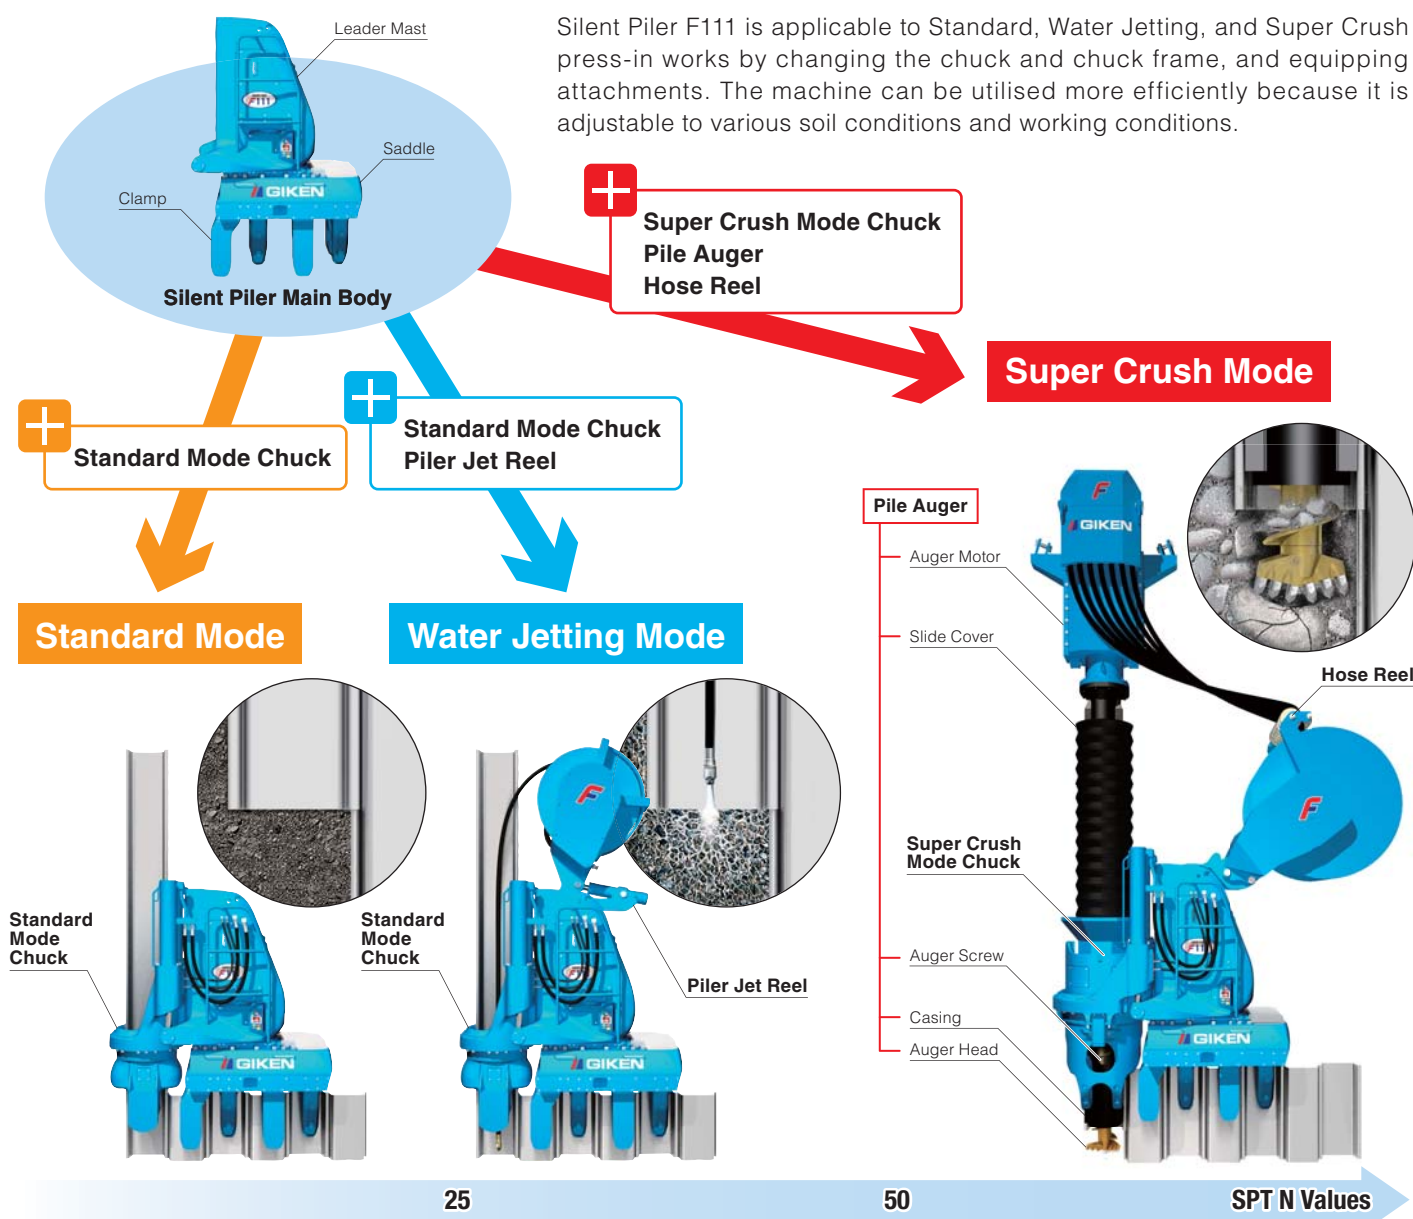 Silent Piler F111 is applicable to Standard, Water Jetting, and Super Crush
press-in works by changing the chuck and chuck frame, and equipping
attachments. The machine can be utilised more efficiently because it is
adjustable to various soil conditions and working conditions.
Leader Mast
F111
Saddle
Clamp
GIKEN
Silent Piler Main Body
Super Crush Mode Chuck
Pile Auger
Hose Reel
Super Crush Mode
Standard Mode Chuck
Standard Mode Chuck
Piler Jet Reel
Standard Mode
Water Jetting Mode
Pile Auger
F
GIKEN
Auger Motor
Slide Cover
Hose Reel
F
F
Super Crush
Mode Chuck
Standard
Mode
Chuck
F111
Standard
Mode
Chuck
F111
Piler Jet Reel
F111
Auger Screw
Casing
Auger Head
GIKEN
GIKEN
GIKEN
25
50
SPT N Values